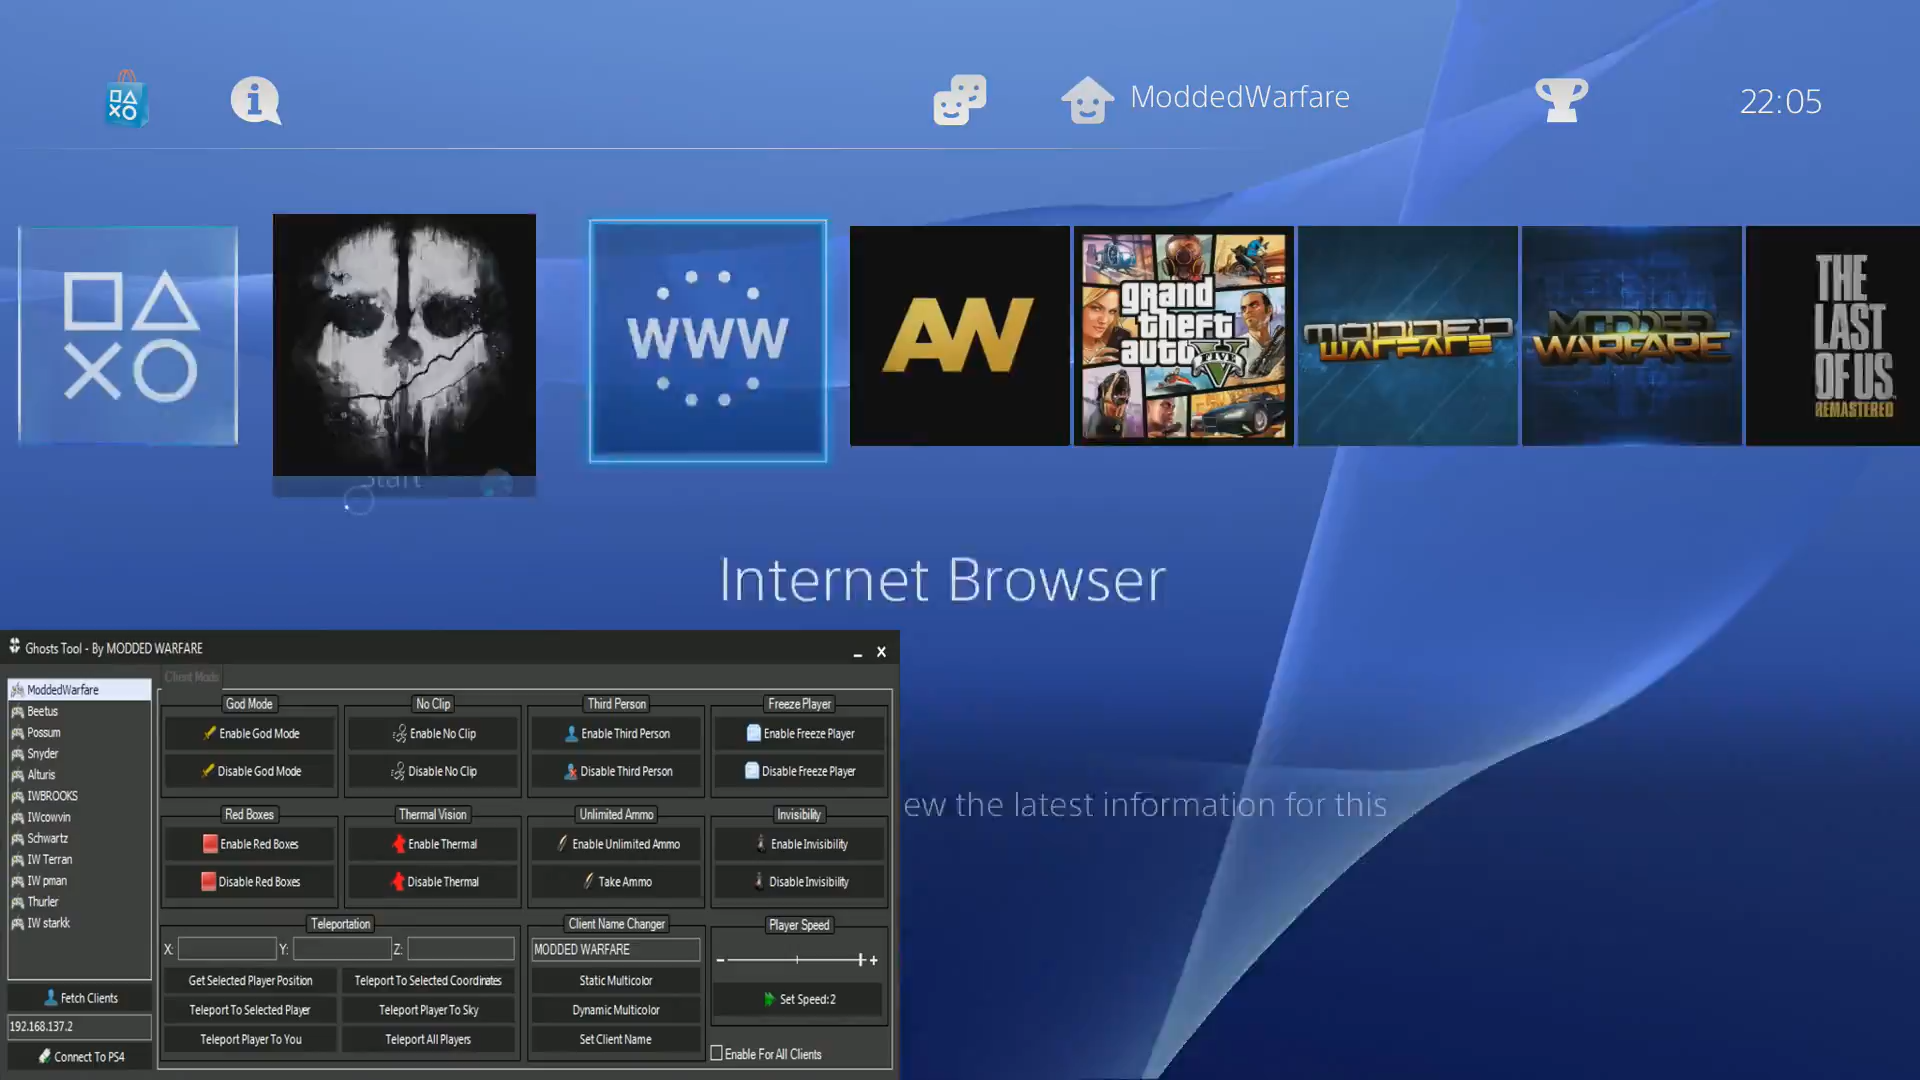 ModdedWarfare
22:05
WWW
AW
grand
theft
auto
FIVE
MODDED
WARFARE
MODDED
WARFARE
THE
LAST
OF US
REMASTERED
Start
Internet Browser
ew the latest information for this
Ghosts Tool - By MODDED WARFARE
ModdedWarfare
Beetus
Possum
Snyder
Alturis
IWBROOKS
IWcowvin
Schwartz
IW Terran
IW pman
Thurler
IW starkk
Fetch Clients
192.168.137.2
Connect To PS4
Client Mods
God Mode
Enable God Mode
Disable God Mode
No Clip
Enable No Clip
Disable No Clip
Third Person
Enable Third Person
Disable Third Person
Freeze Player
Enable Freeze Player
Disable Freeze Player
Red Boxes
Enable Red Boxes
Disable Red Boxes
Thermal Vision
Enable Thermal
Disable Thermal
Unlimited Ammo
Enable Unlimited Ammo
Take Ammo
Invisibility
Enable Invisibility
Disable Invisibility
Teleportation
X: Y: Z:
Get Selected Player Position
Teleport To Selected Coordinates
Teleport To Selected Player
Teleport Player To Sky
Teleport Player To You
Teleport All Players
Client Name Changer
MODDED WARFARE
Static Multicolor
Dynamic Multicolor
Set Client Name
Player Speed
- +
Set Speed:2
Enable For All Clients